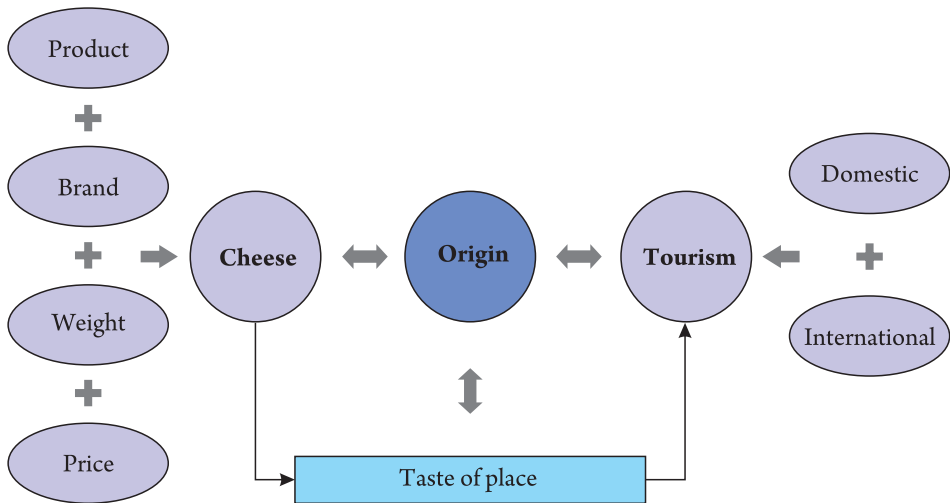 Product
Brand
Weight
Price
Cheese
Origin
Tourism
Domestic
International
Taste of place